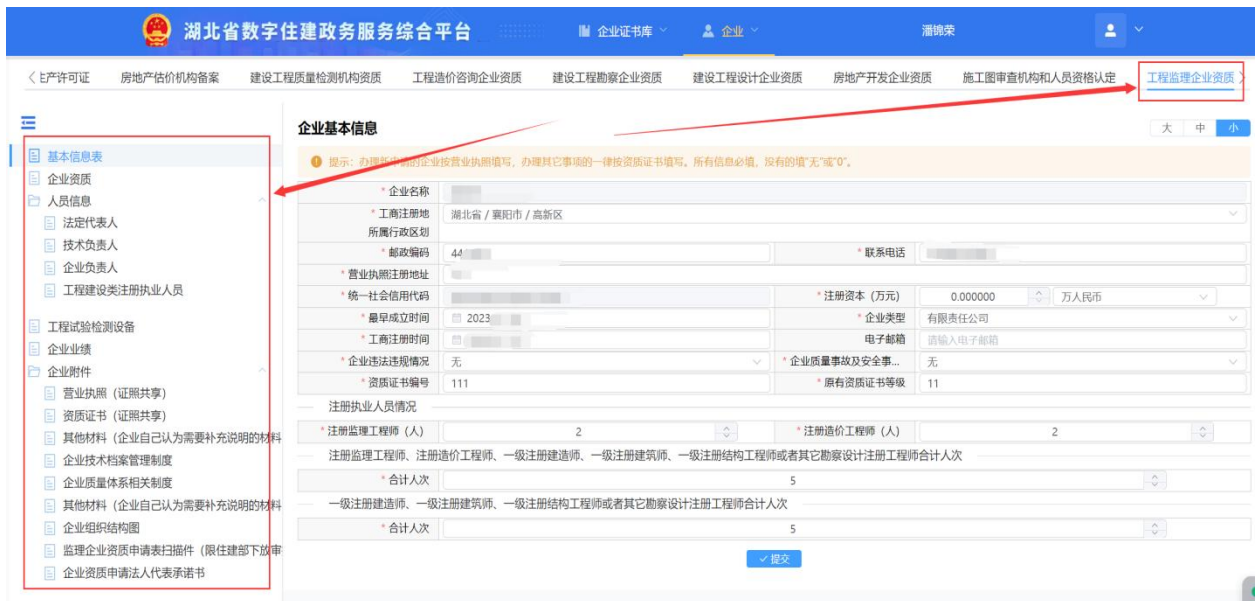 湖北省数字住建政务服务综合平台 企业证书库 企业 潘锦荣
生产许可证 房地产估价机构备案 建设工程质量检测机构资质 工程造价咨询企业资质 建设工程勘察企业资质 建设工程设计企业资质 房地产开发企业资质 施工图审查机构和人员资格认定 工程监理企业资质
企业基本信息 大 中 小
基本信息表
企业资质
人员信息
法定代表人
技术负责人
企业负责人
工程建设类注册执业人员
工程试验检测设备
企业业绩
企业附件
营业执照（证照共享）
资质证书（证照共享）
其他材料（企业自己认为需要补充说明的材料
企业技术档案管理制度
企业质量体系相关制度
其他材料（企业自己认为需要补充说明的材料
企业组织结构图
监理企业资质申请表扫描件（限住建部下放审
企业资质申请法人代表承诺书
提示：办理新申请的企业按营业执照填写，办理其它事项的一律按资质证书填写。所有信息必填，没有的填"无"或"0"。
* 企业名称
* 工商注册地 湖北省 / 襄阳市 / 高新区
所属行政区划
* 邮政编码 44 * 联系电话
* 营业执照注册地址
* 统一社会信用代码 * 注册资本（万元） 0.000000 万人民币
* 最早成立时间 2023 * 企业类型 有限责任公司
* 工商注册时间 电子邮箱 请输入电子邮箱
* 企业违法违规情况 无 * 企业质量事故及安全事... 无
* 资质证书编号 111 * 原有资质证书等级 11
注册执业人员情况
* 注册监理工程师（人） 2 * 注册造价工程师（人） 2
注册监理工程师、注册造价工程师、一级注册建造师、一级注册建筑师、一级注册结构工程师或者其它勘察设计注册工程师合计人次
* 合计人次 5
一级注册建造师、一级注册建筑师、一级注册结构工程师或者其它勘察设计注册工程师合计人次
* 合计人次 5
提交